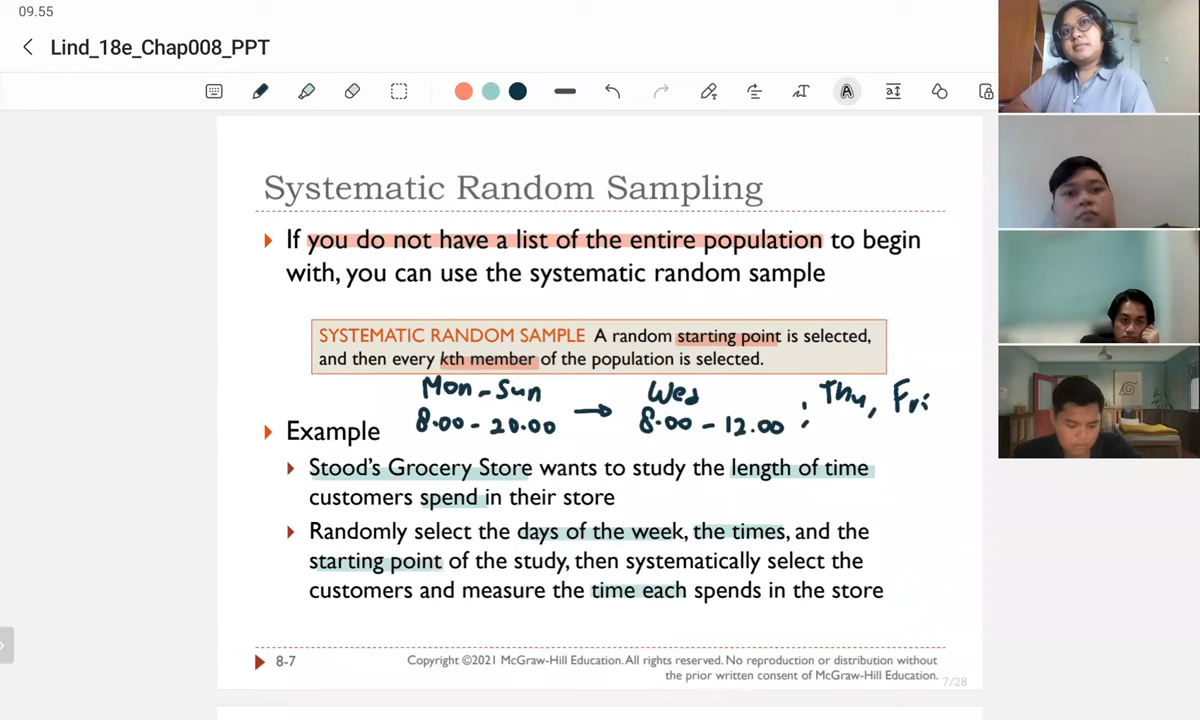 09.55
Lind_18e_Chap008_PPT
Systematic Random Sampling
If you do not have a list of the entire population to begin
with, you can use the systematic random sample
SYSTEMATIC RANDOM SAMPLE A random starting point is selected,
and then every kth member of the population is selected.
Mon - Sun
8.00 - 20.00 → Wed
8.00 - 12.00 ; Thu, Fri
Example
Stood's Grocery Store wants to study the length of time
customers spend in their store
Randomly select the days of the week, the times, and the
starting point of the study, then systematically select the
customers and measure the time each spends in the store
8-7
Copyright ©2021 McGraw-Hill Education. All rights reserved. No reproduction or distribution without
the prior written consent of McGraw-Hill Education.
7/28